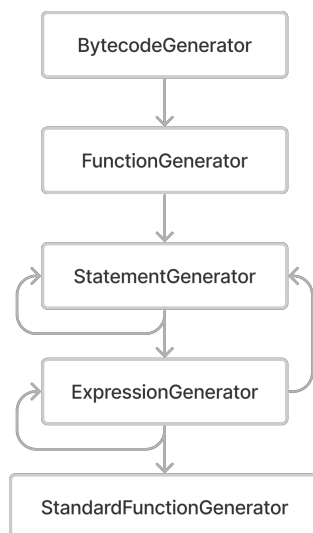 BytecodeGenerator
FunctionGenerator
StatementGenerator
ExpressionGenerator
StandardFunctionGenerator